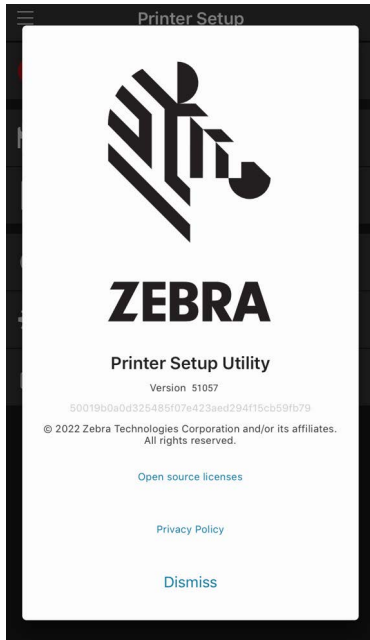 Printer Setup
ZEBRA
Printer Setup Utility
Version 51057
50019b0a0d325485f07e423aed294f15cb59fb79
© 2022 Zebra Technologies Corporation and/or its affiliates.
All rights reserved.
Open source licenses
Privacy Policy
Dismiss